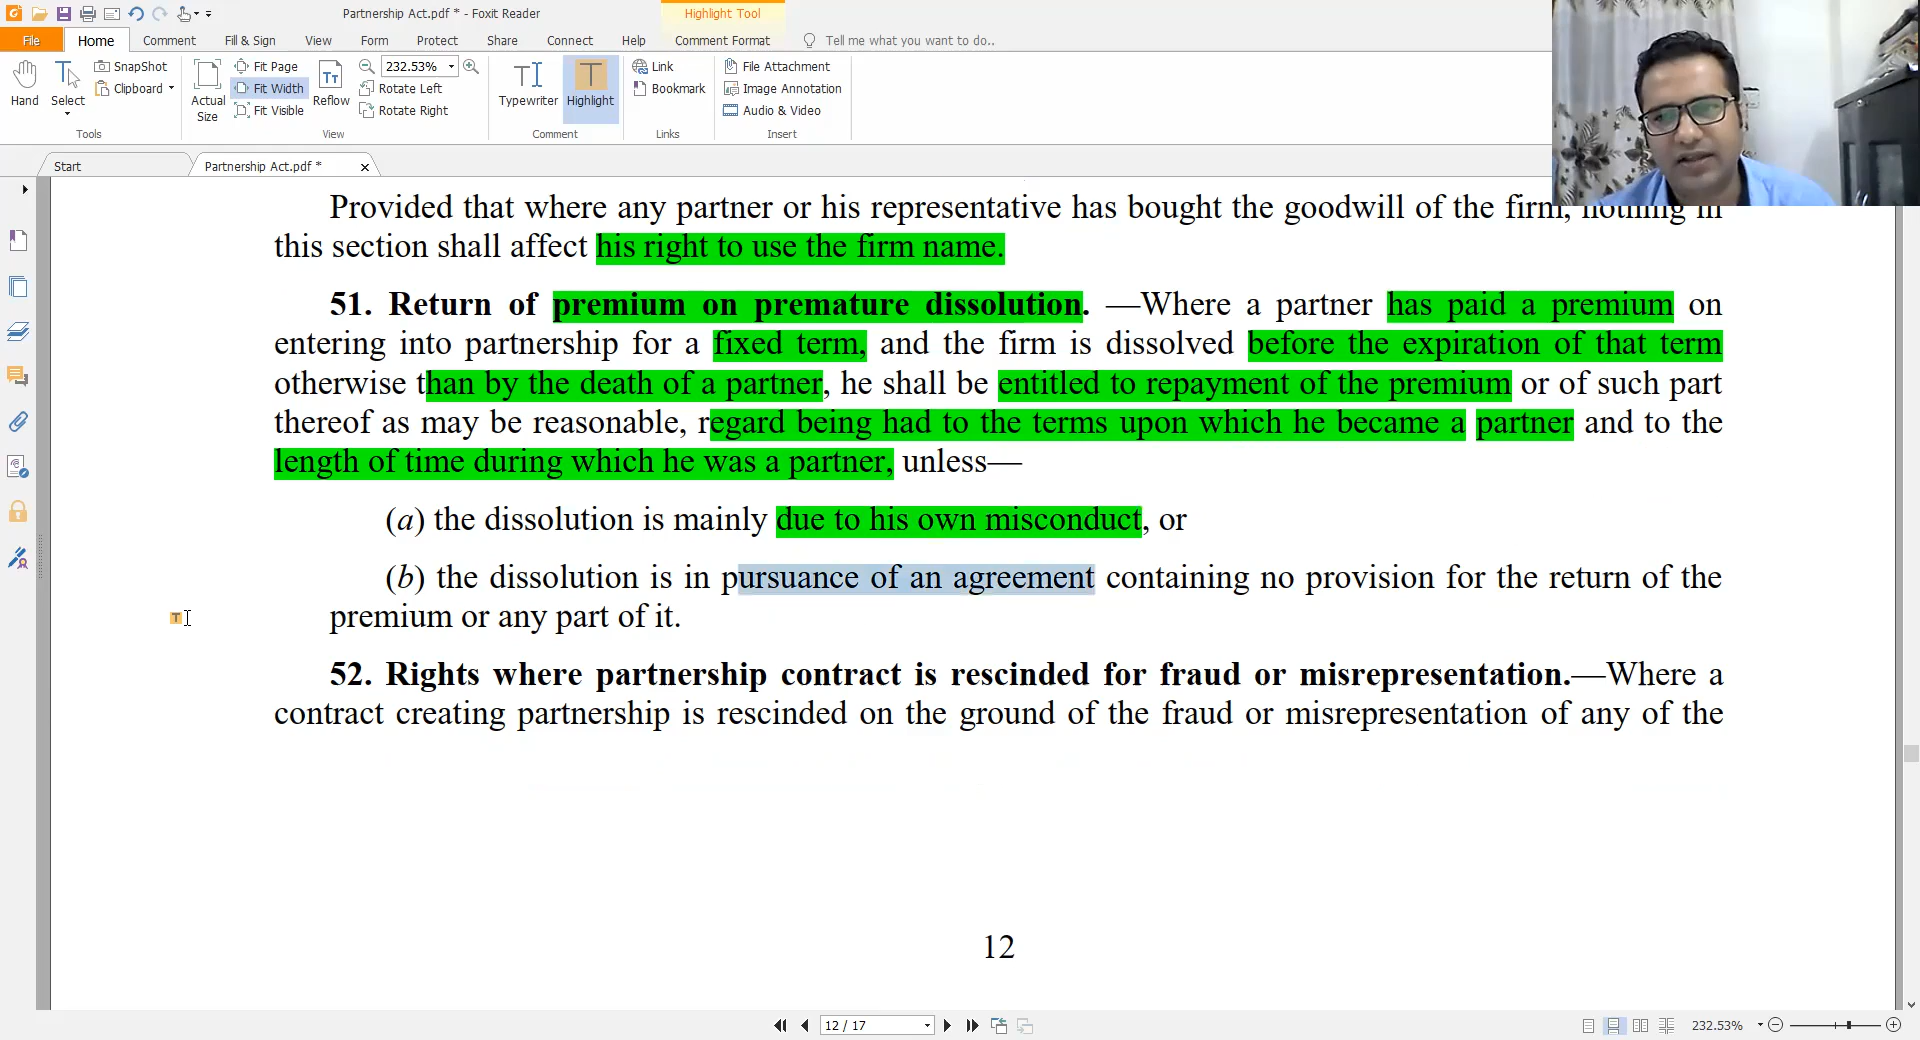 Partnership Act.pdf * - Foxit Reader
Highlight Tool
File
Home
Comment
Fill & Sign
View
Form
Protect
Share
Connect
Help
Comment Format
Tell me what you want to do..
Hand
Select
SnapShot
Clipboard
Tools
Actual Size
Fit Page
Fit Width
Fit Visible
Reflow
232.53%
Rotate Left
Rotate Right
View
Typewriter
Highlight
Comment
Link
Bookmark
Links
File Attachment
Image Annotation
Audio & Video
Insert
Start
Partnership Act.pdf *
Provided that where any partner or his representative has bought the goodwill of the firm, nothing in
this section shall affect his right to use the firm name.
51. Return of premium on premature dissolution. —Where a partner has paid a premium on
entering into partnership for a fixed term, and the firm is dissolved before the expiration of that term
otherwise than by the death of a partner, he shall be entitled to repayment of the premium or of such part
thereof as may be reasonable, regard being had to the terms upon which he became a partner and to the
length of time during which he was a partner, unless—
(a) the dissolution is mainly due to his own misconduct, or
(b) the dissolution is in pursuance of an agreement containing no provision for the return of the
premium or any part of it.
52. Rights where partnership contract is rescinded for fraud or misrepresentation.—Where a
contract creating partnership is rescinded on the ground of the fraud or misrepresentation of any of the
12
12 / 17
232.53%